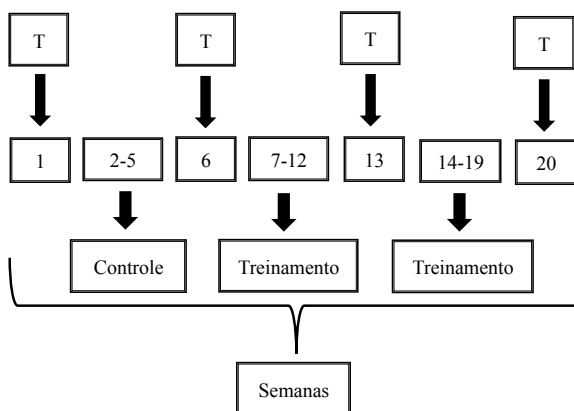 T T T T
1 2-5 6 7-12 13 14-19 20
Controle Treinamento Treinamento
Semanas